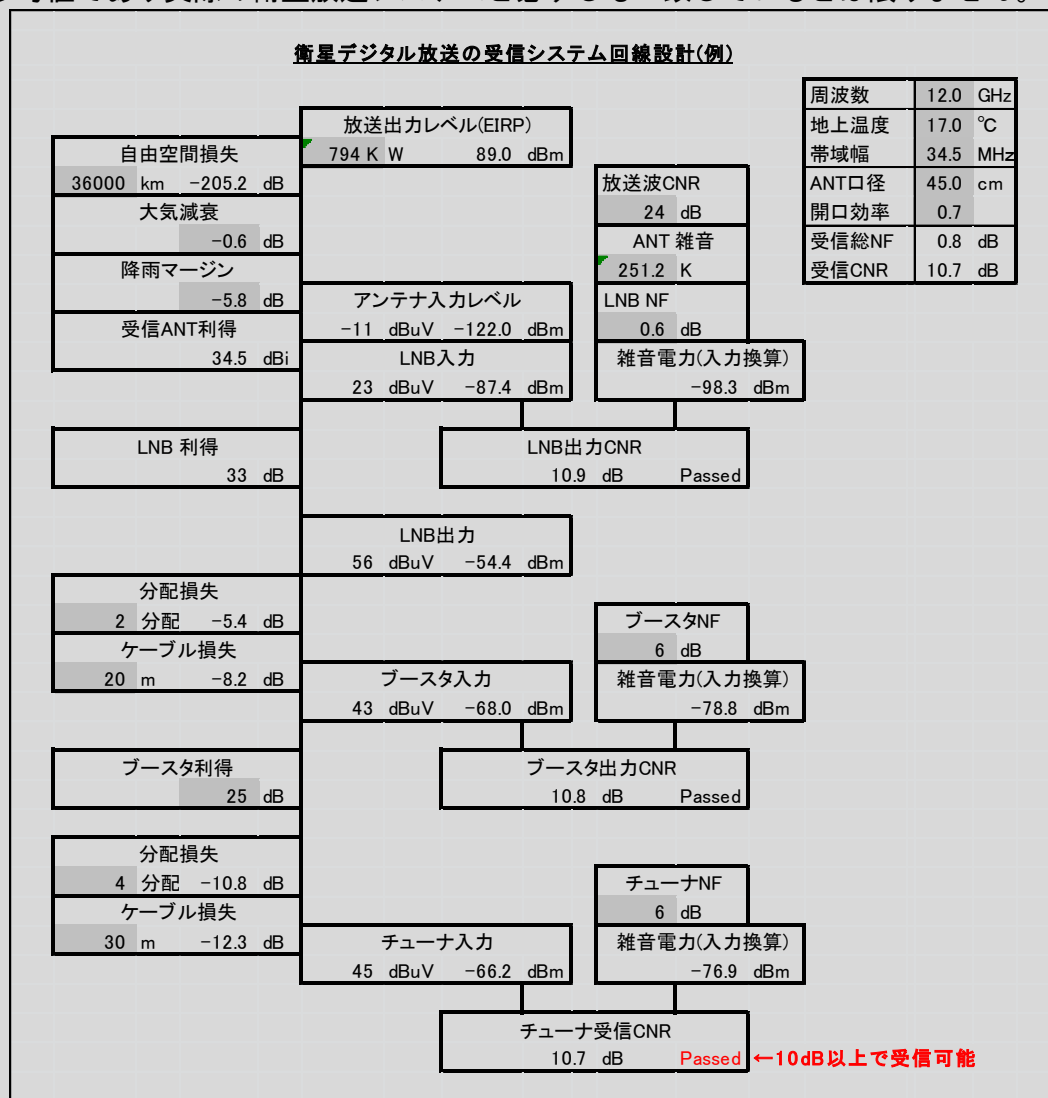 衛星デジタル放送の受信システム回線設計(例)
周波数 12.0 GHz
地上温度 17.0 ℃
帯域幅 34.5 MHz
ANT口径 45.0 cm
開口効率 0.7
受信総NF 0.8 dB
受信CNR 10.7 dB
放送出力レベル(EIRP)
794 K W 89.0 dBm
自由空間損失
36000 km -205.2 dB
大気減衰
-0.6 dB
降雨マージン
-5.8 dB
受信ANT利得
34.5 dBi
放送波CNR
24 dB
ANT 雑音
251.2 K
LNB NF
0.6 dB
雑音電力(入力換算)
-98.3 dBm
アンテナ入力レベル
-11 dBuV -122.0 dBm
LNB入力
23 dBuV -87.4 dBm
LNB 利得
33 dB
LNB出力CNR
10.9 dB Passed
LNB出力
56 dBuV -54.4 dBm
分配損失
2 分配 -5.4 dB
ケーブル損失
20 m -8.2 dB
ブースタNF
6 dB
雑音電力(入力換算)
-78.8 dBm
ブースタ入力
43 dBuV -68.0 dBm
ブースタ利得
25 dB
ブースタ出力CNR
10.8 dB Passed
分配損失
4 分配 -10.8 dB
ケーブル損失
30 m -12.3 dB
チューナNF
6 dB
雑音電力(入力換算)
-76.9 dBm
チューナ入力
45 dBuV -66.2 dBm
チューナ受信CNR
10.7 dB Passed ←10dB以上で受信可能